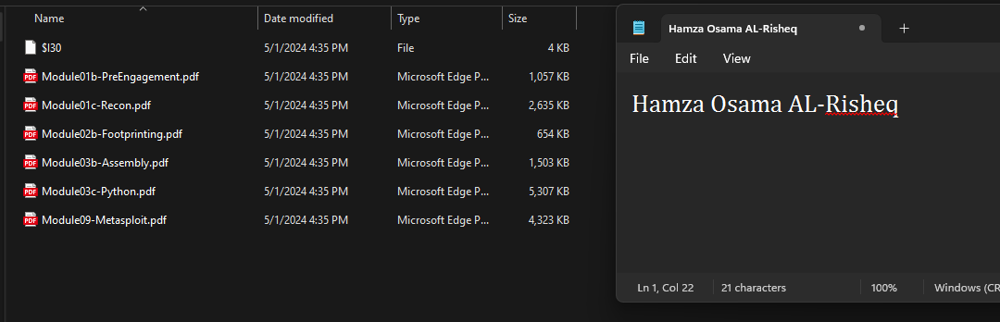 Name Date modified Type Size
$I30 5/1/2024 4:35 PM File 4 KB
Module01b-PreEngagement.pdf 5/1/2024 4:35 PM Microsoft Edge P... 1,057 KB
Module01c-Recon.pdf 5/1/2024 4:35 PM Microsoft Edge P... 2,635 KB
Module02b-Footprinting.pdf 5/1/2024 4:35 PM Microsoft Edge P... 654 KB
Module03b-Assembly.pdf 5/1/2024 4:35 PM Microsoft Edge P... 1,503 KB
Module03c-Python.pdf 5/1/2024 4:35 PM Microsoft Edge P... 5,307 KB
Module09-Metasploit.pdf 5/1/2024 4:35 PM Microsoft Edge P... 4,323 KB
Hamza Osama AL-Risheq
File Edit View
Hamza Osama AL-Risheq
Ln 1, Col 22 21 characters 100% Windows (CR